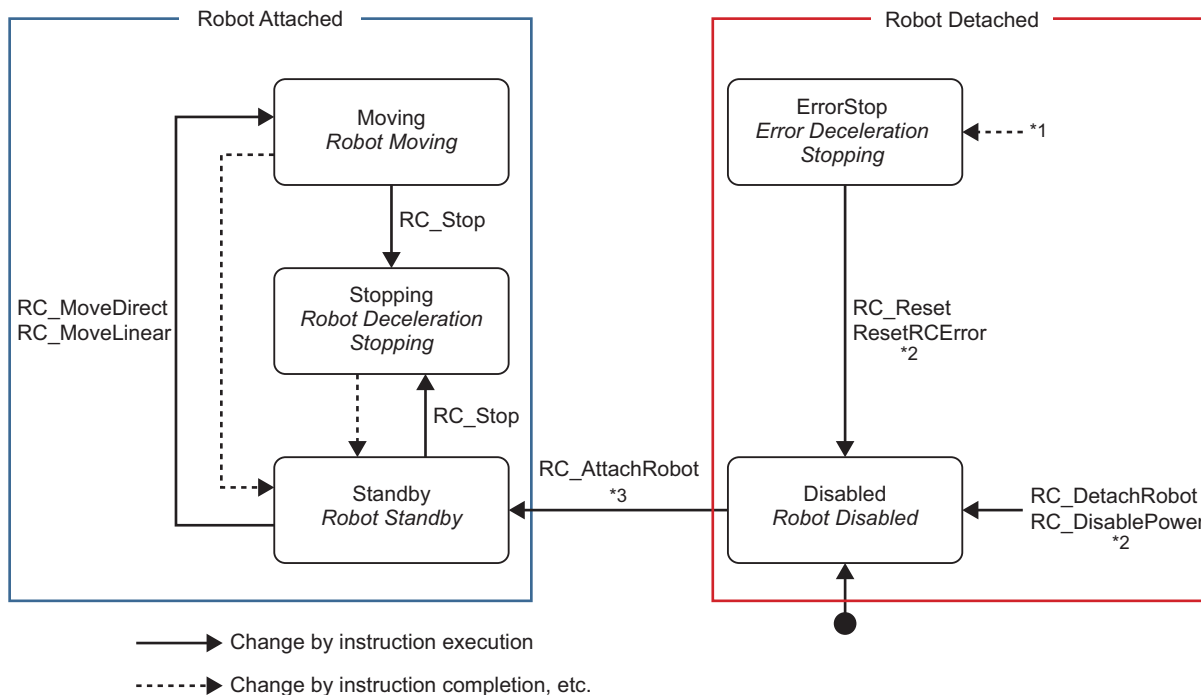 Robot Attached
Robot Detached
Moving
Robot Moving
ErrorStop
Error Deceleration
Stopping
*1
RC_Stop
RC_MoveDirect
RC_MoveLinear
Stopping
Robot Deceleration
Stopping
RC_Reset
ResetRCError
*2
RC_Stop
RC_AttachRobot
*3
Standby
Robot Standby
Disabled
Robot Disabled
RC_DetachRobot
RC_DisablePower
*2
Change by instruction execution
Change by instruction completion, etc.